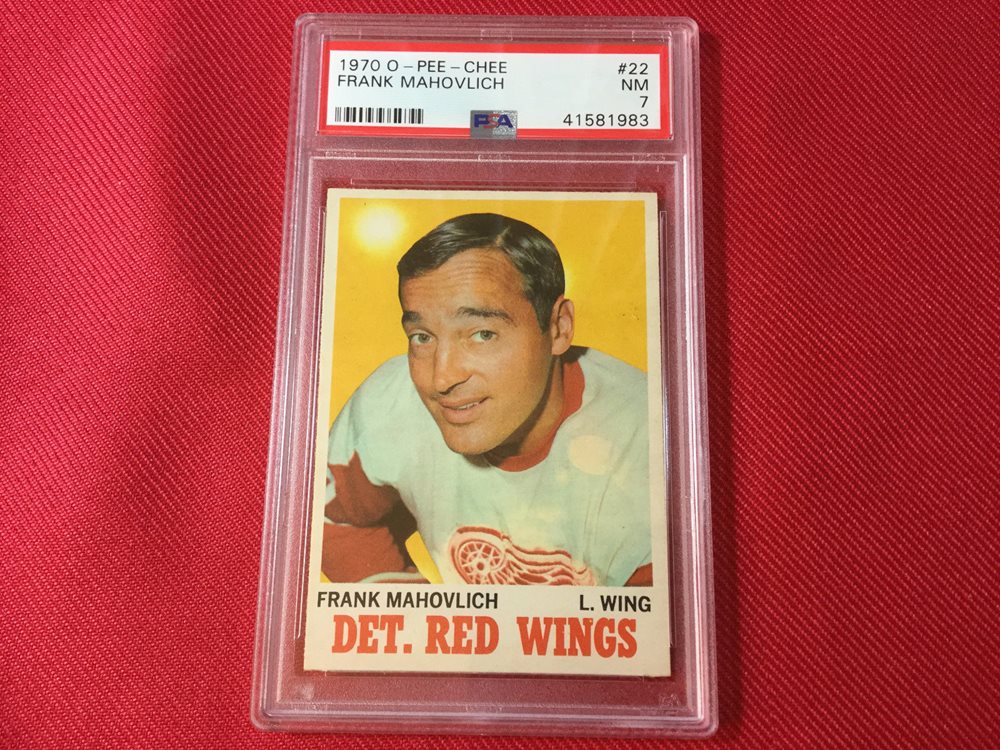 1970 O-PEE-CHEE #22
FRANK MAHOVLICH NM
7
PSA 41581983
FRANK MAHOVLICH L. WING
DET. RED WINGS